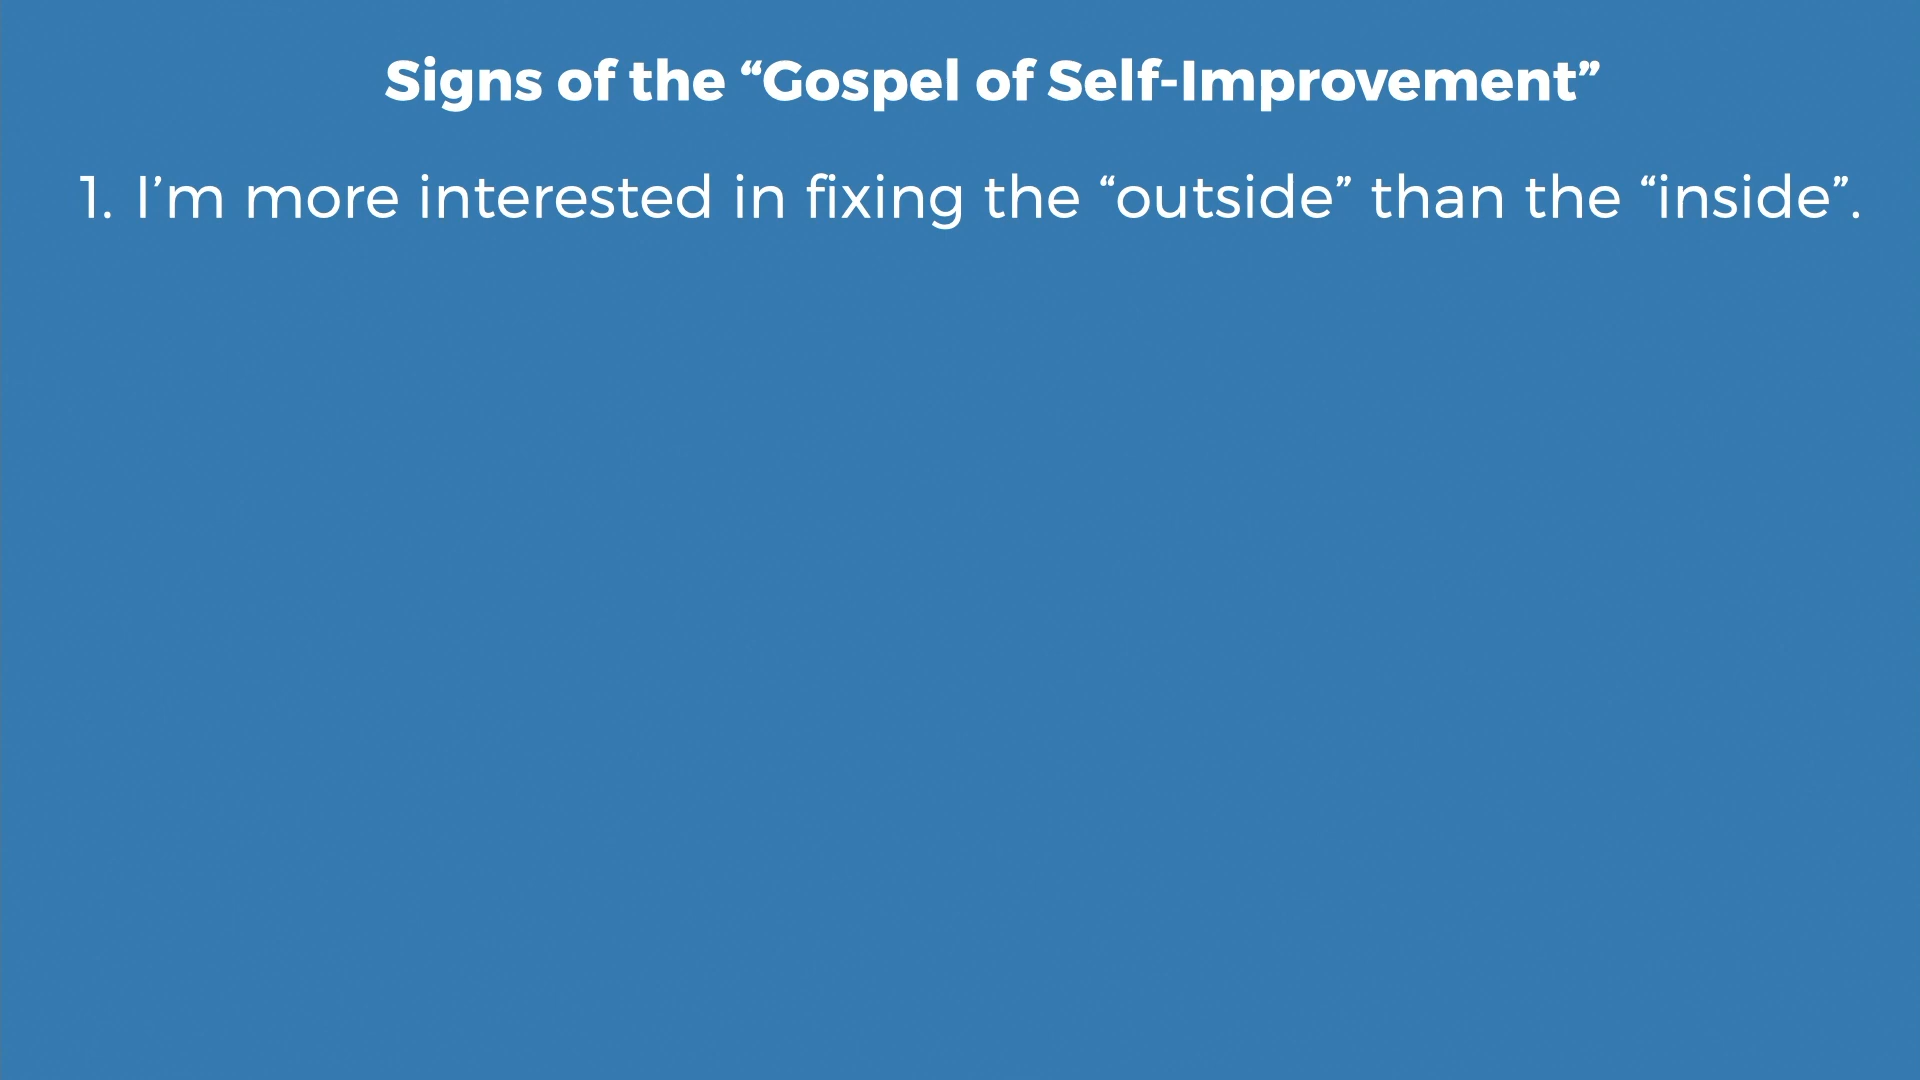 Signs of the “Gospel of Self-Improvement”
1. I’m more interested in fixing the “outside” than the “inside”.